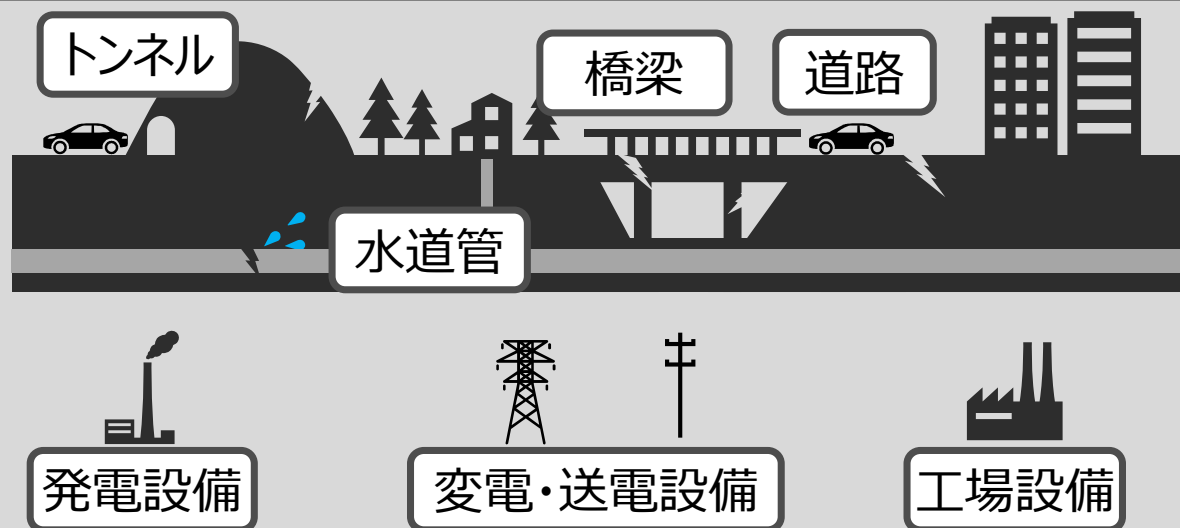 トンネル
橋梁
道路
水道管
発電設備
変電・送電設備
工場設備